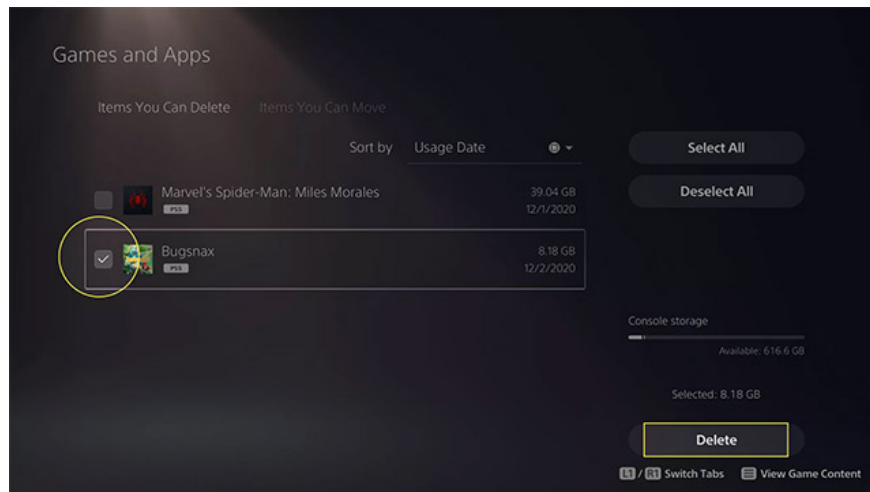 Games and Apps
Items You Can Delete Items You Can Move
Sort by Usage Date
Select All
Marvel's Spider-Man: Miles Morales 39.04 GB
PS5 12/1/2020
Deselect All
Bugsnax 8.18 GB
PS5 12/2/2020
Console storage
Available: 616.6 GB
Selected: 8.18 GB
Delete
L1 / R1 Switch Tabs View Game Content